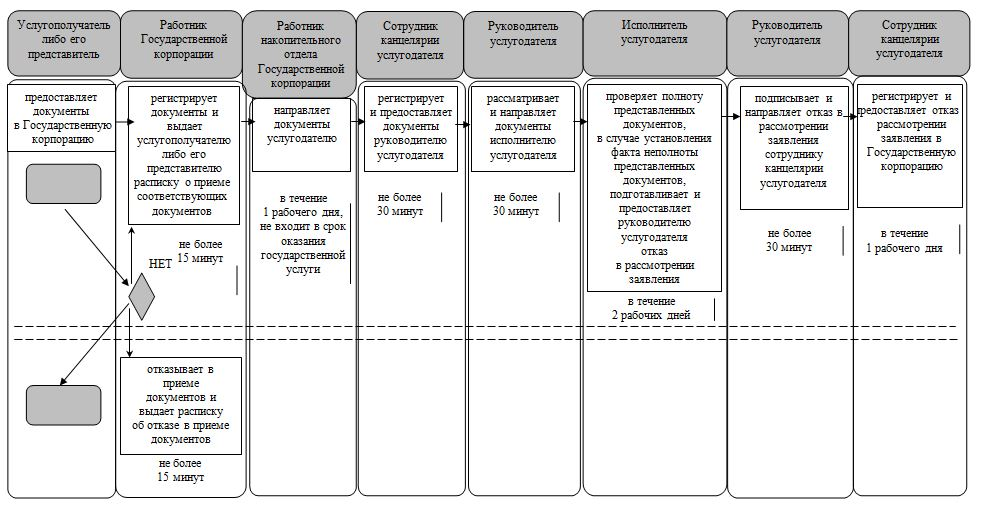 Услугополучатель
либо его
представитель
Работник
Государственной
корпорации
Работник
накопительного
отдела
Государственной
корпорации
Сотрудник
канцелярии
услугодателя
Руководитель
услугодателя
Исполнитель
услугодателя
Руководитель
услугодателя
Сотрудник
канцелярии
услугодателя
предоставляет
документы
в Государственную
корпорацию
регистрирует
документы и
выдает
услугополучателю
либо его
представителю
расписку о приеме
соответствующих
документов
не более
15 минут
НЕТ
отказывает в
приеме
документов и
выдает расписку
об отказе в приеме
документов
не более
15 минут
направляет
документы
услугодателю
в течение
1 рабочего дня,
не входит в срок
оказания
государственной
услуги
регистрирует
и предоставляет
документы
руководителю
услугодателя
не более
30 минут
рассматривает
и направляет
документы
исполнителю
услугодателя
не более
30 минут
проверяет полноту
представленных
документов,
в случае установления
факта неполноты
представленных
документов,
подготавливает и
предоставляет
руководителю
услугодателя
отказ
в рассмотрении
заявления
в течение
2 рабочих дней
подписывает и
направляет отказ в
рассмотрении
заявления
сотруднику
канцелярии
услугодателя
не более
30 минут
регистрирует и
предоставляет отказ
в рассмотрении
заявления в
Государственную
корпорацию
в течение
1 рабочего дня